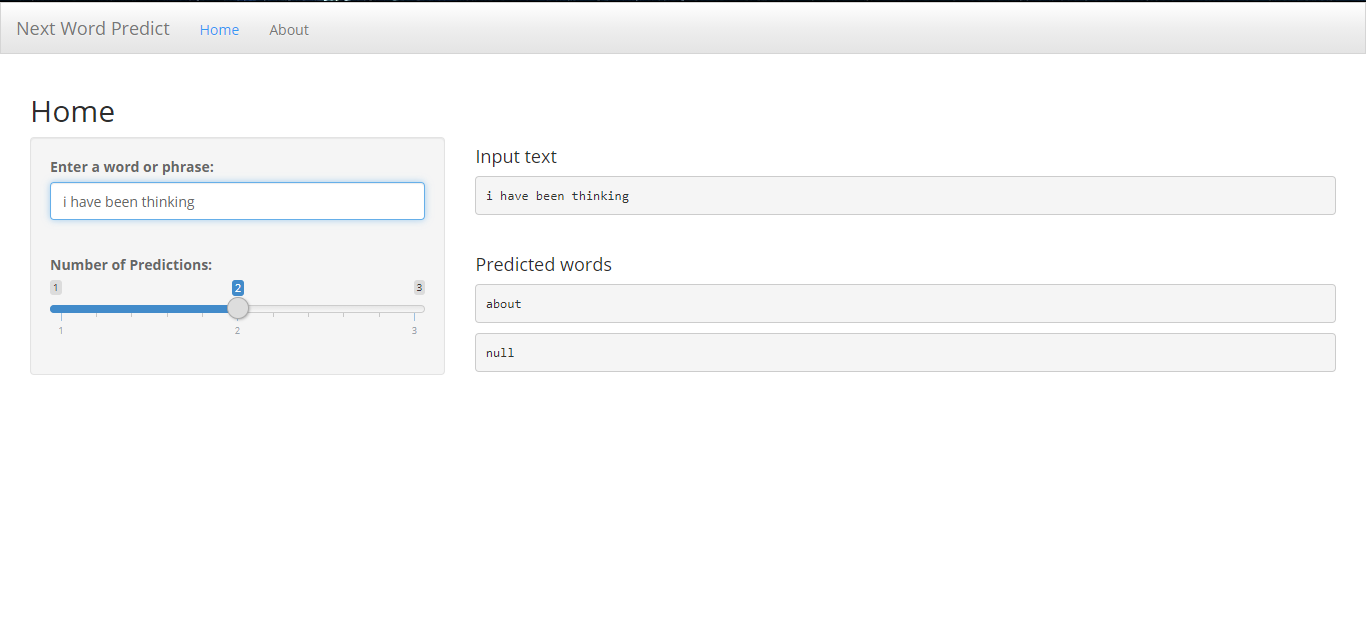 Next Word Predict Home About
Home
Enter a word or phrase:
i have been thinking
Number of Predictions:
1 2 3
1 2 3
Input text
i have been thinking
Predicted words
about
null